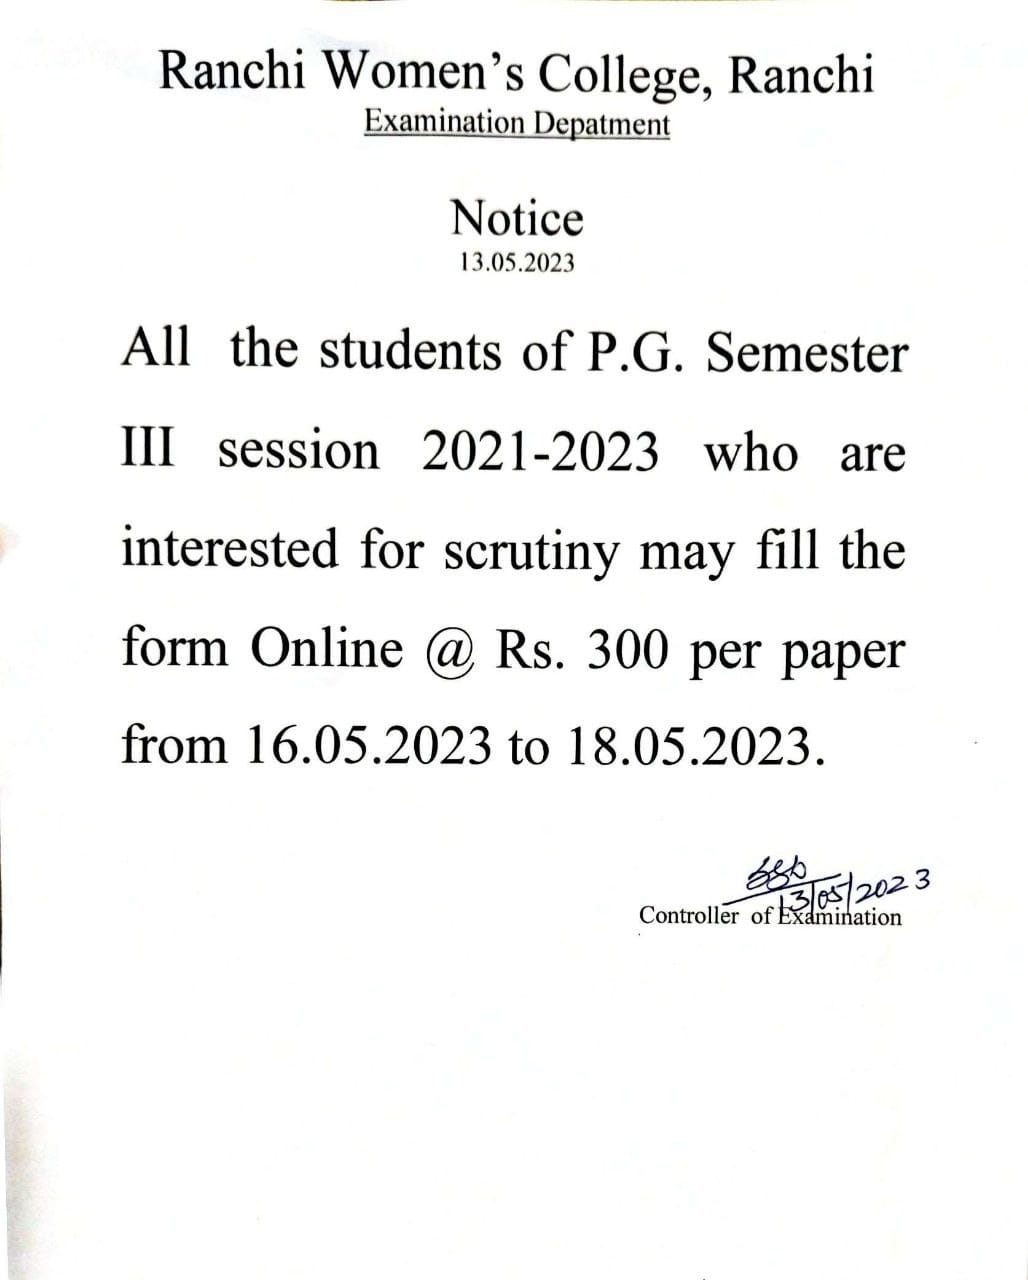 Ranchi Women's College, Ranchi
Examination Depatment
Notice
13.05.2023
All the students of P.G. Semester
III session 2021-2023 who are
interested for scrutiny may fill the
form Online @ Rs. 300 per paper
from 16.05.2023 to 18.05.2023.
13/05/2023
Controller of Examination